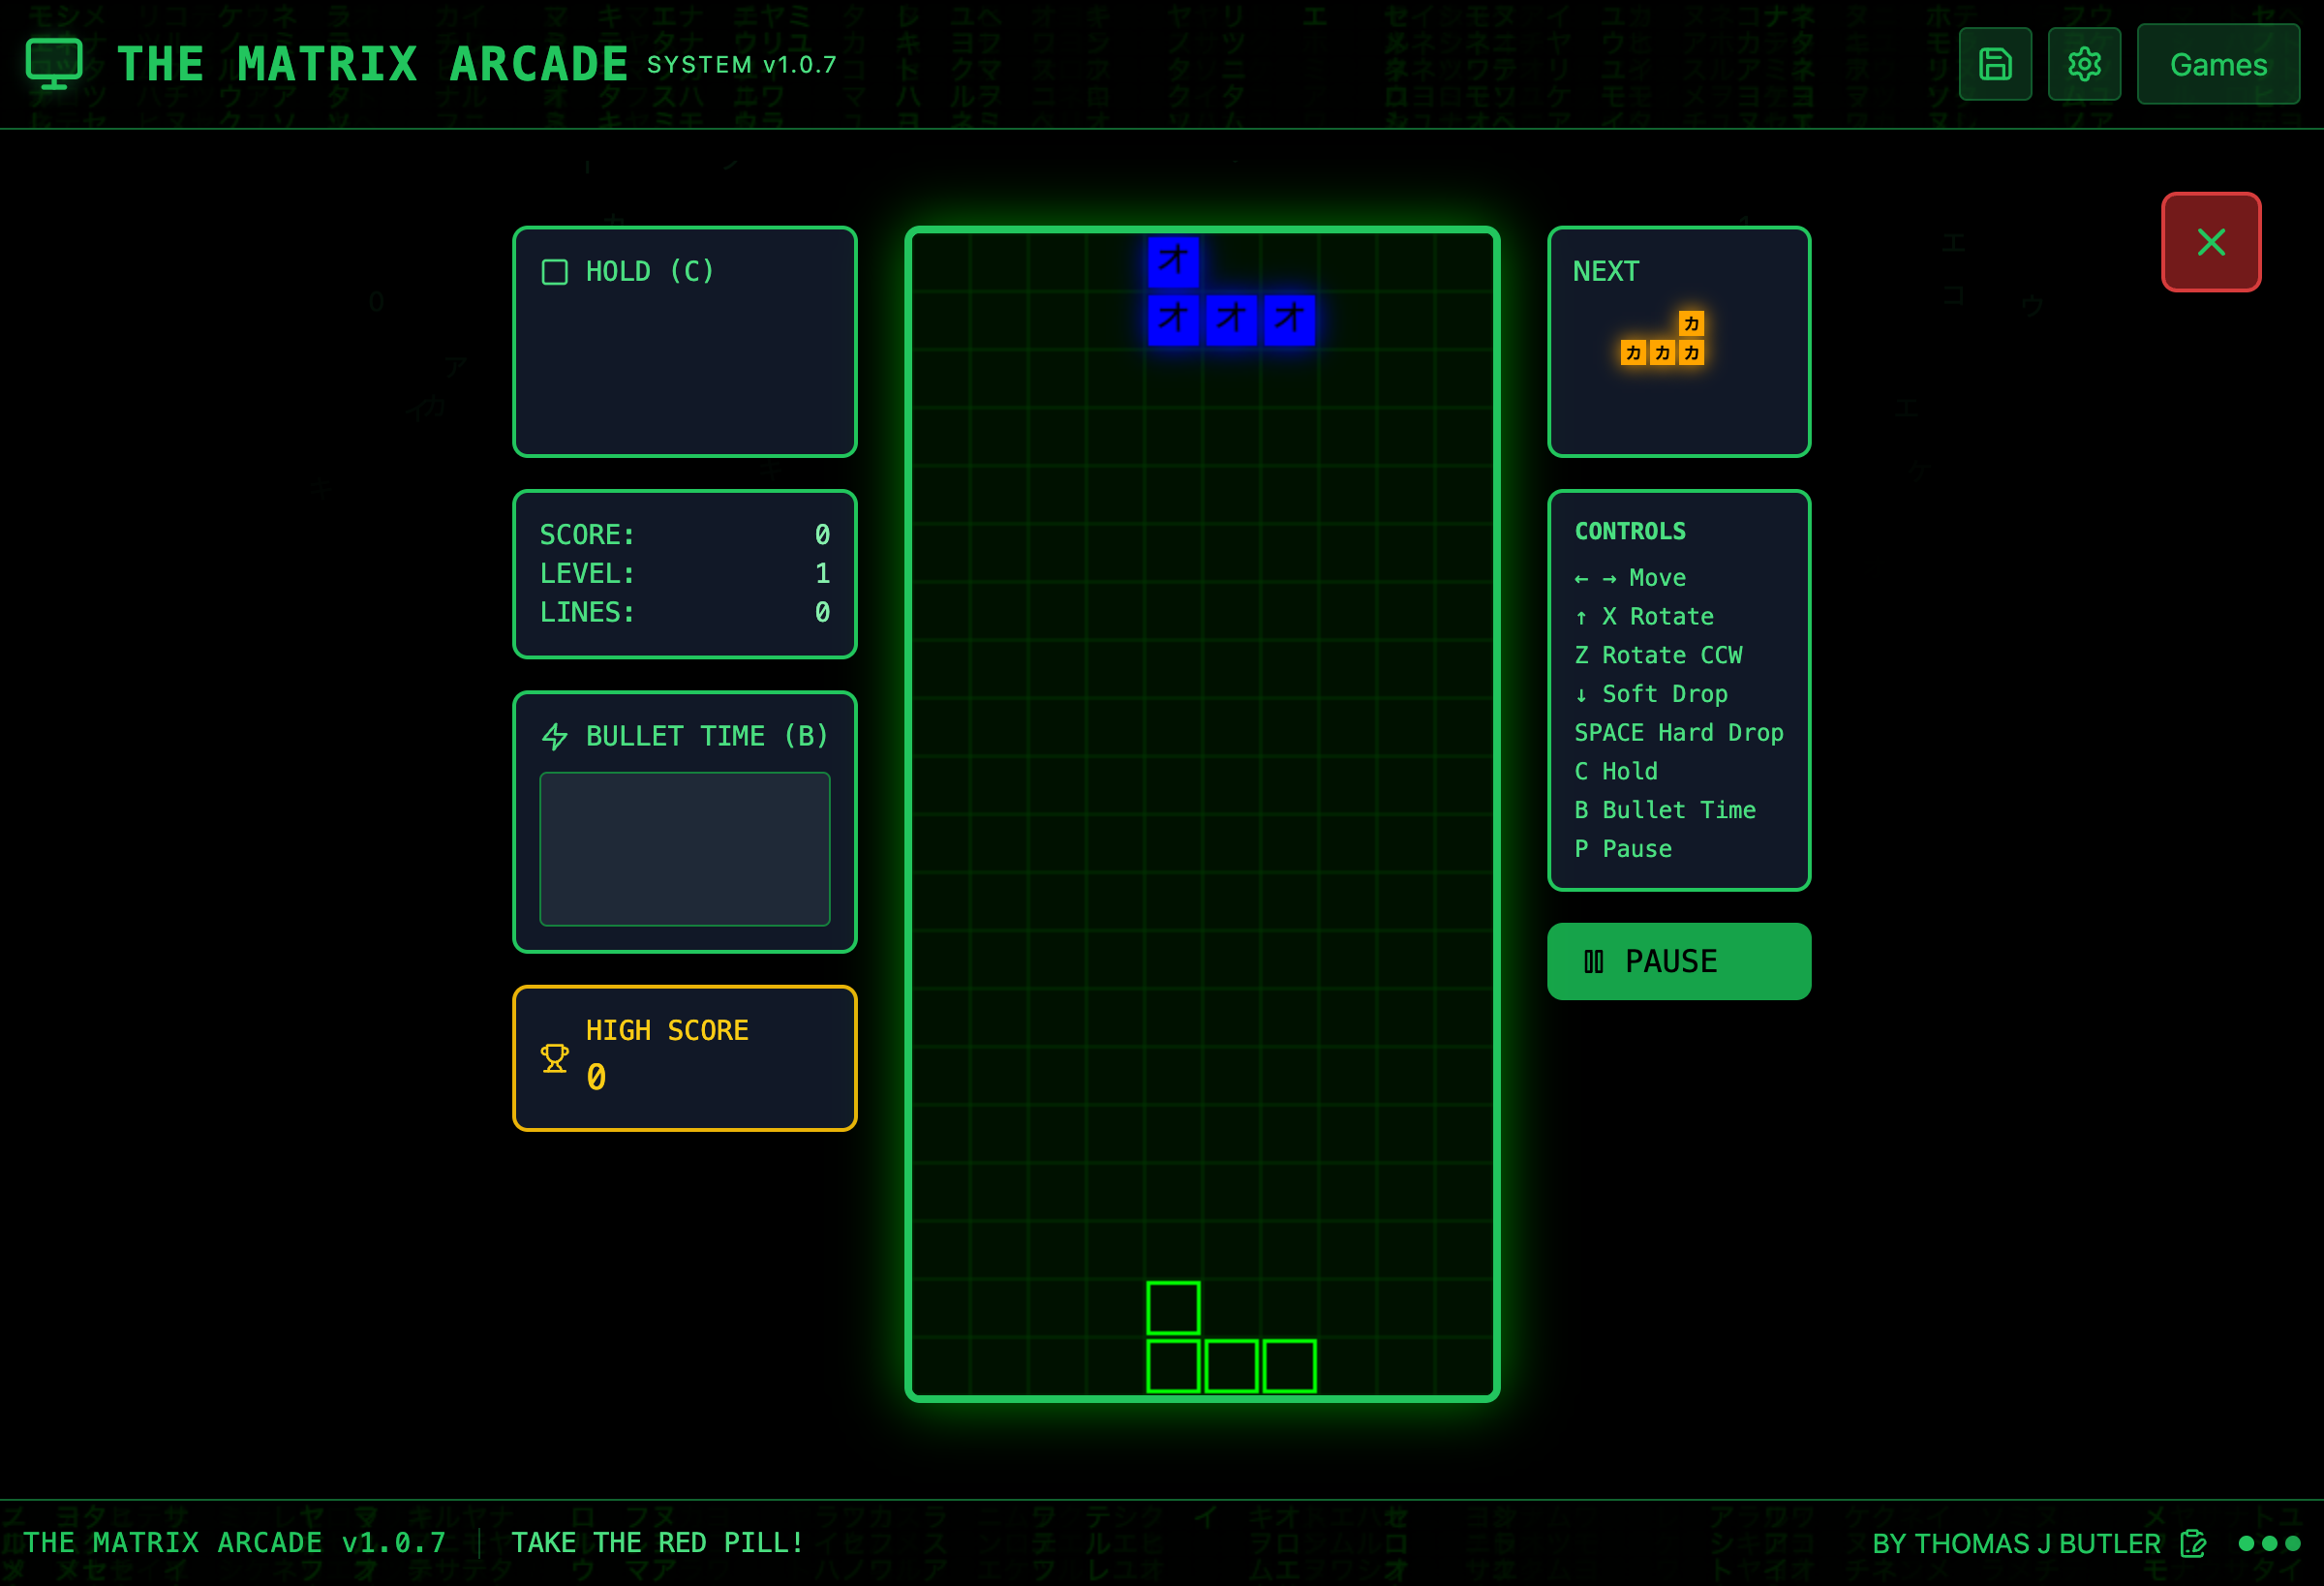 THE MATRIX ARCADE SYSTEM v1.0.7
Games
HOLD (C)
SCORE: 0
LEVEL: 1
LINES: 0
BULLET TIME (B)
HIGH SCORE
0
オ
オ オ オ
NEXT
カ
カ カ カ
CONTROLS
← → Move
↑ X Rotate
Z Rotate CCW
↓ Soft Drop
SPACE Hard Drop
C Hold
B Bullet Time
P Pause
PAUSE
THE MATRIX ARCADE v1.0.7 | TAKE THE RED PILL!
BY THOMAS J BUTLER